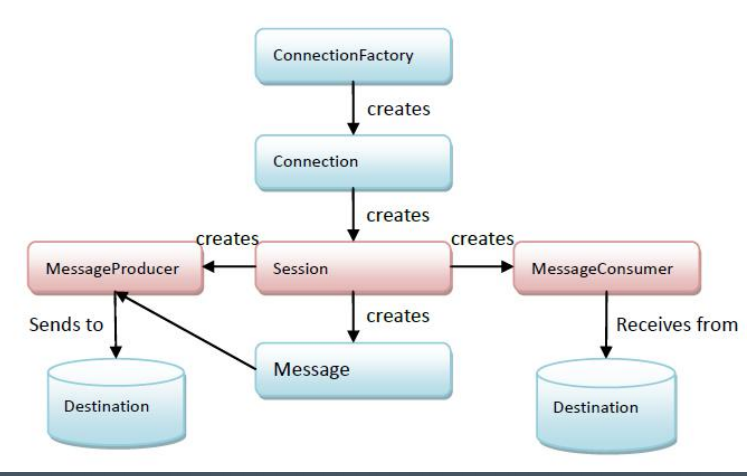 ConnectionFactory
creates
Connection
creates
creates
creates
MessageProducer
Session
MessageConsumer
creates
Sends to
Receives from
Message
Destination
Destination